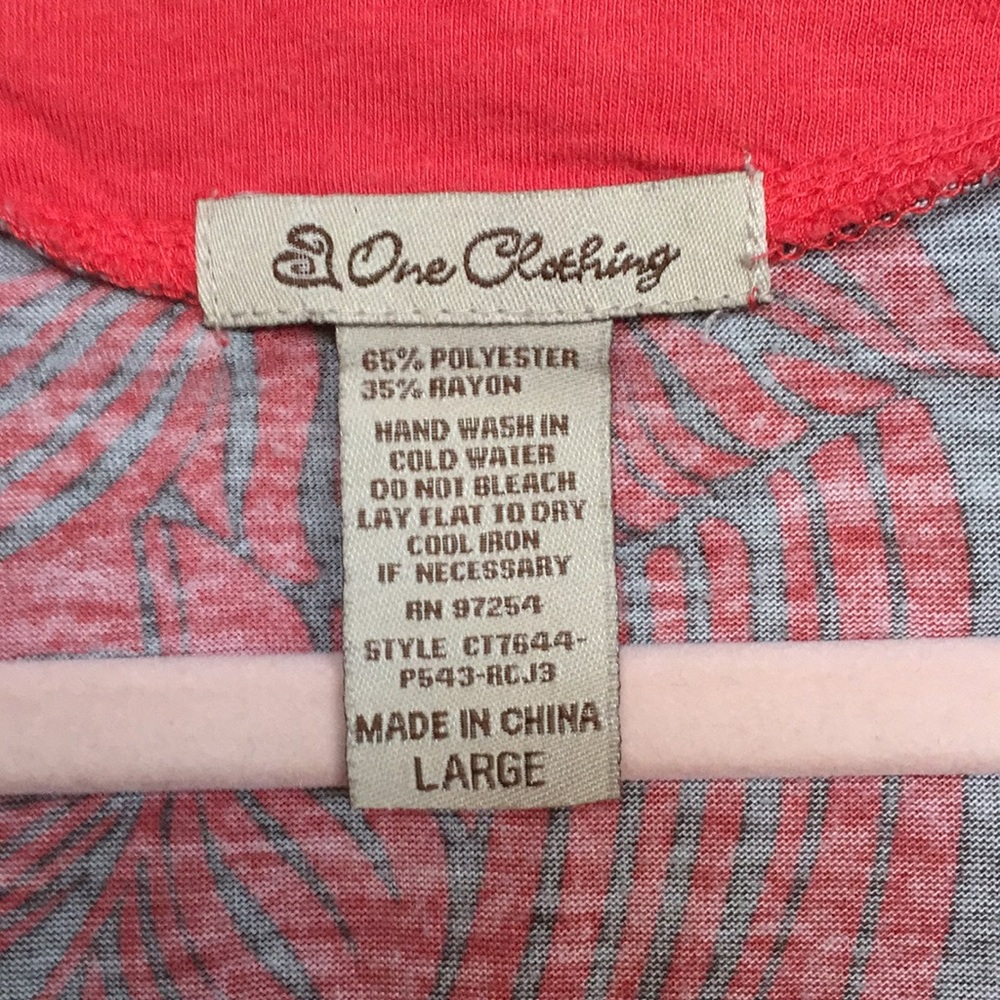 a One Clothing
65% POLYESTER
35% RAYON
HAND WASH IN
COLD WATER
DO NOT BLEACH
LAY FLAT TO DRY
COOL IRON
IF NECESSARY
RN 97254
STYLE CT7644-
P543-RCJ3
MADE IN CHINA
LARGE